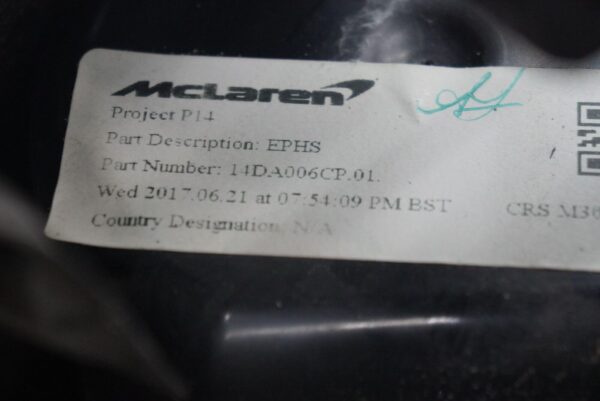 McLaren
Project P14
Part Description: EPHS
Part Number: 14DA006CP.01.
Wed 2017.06.21 at 07:54:09 PM BST
CRS M36
Country Designation: N/A